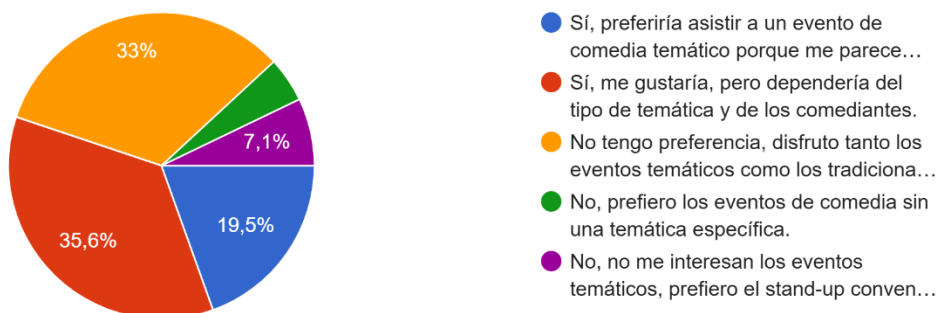 33%
7,1%
19,5%
35,6%
Sí, preferiría asistir a un evento de
comedia temático porque me parece…
Sí, me gustaría, pero dependería del
tipo de temática y de los comediantes.
No tengo preferencia, disfruto tanto los
eventos temáticos como los tradiciona…
No, prefiero los eventos de comedia sin
una temática específica.
No, no me interesan los eventos
temáticos, prefiero el stand-up conven…